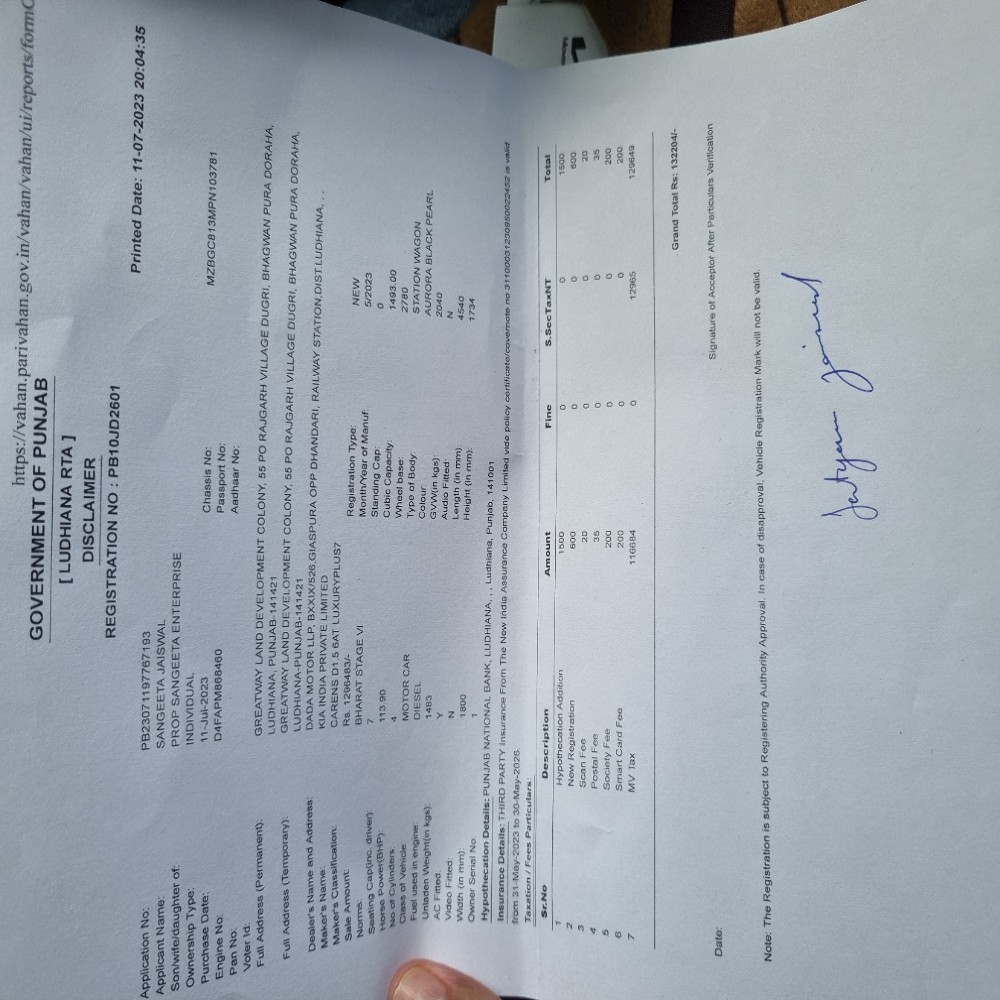 https://vahan.parivahan.gov.in/vahan/vahan/ui/reports/formC
GOVERNMENT OF PUNJAB
[ LUDHIANA RTA ]
DISCLAIMER
Printed Date: 11-07-2023 20:04:35
REGISTRATION NO : PB10JD2601
Application No: PB23071197767193
Applicant Name: SANGEETA JAISWAL
Son/wife/daughter of: PROP SANGEETA ENTERPRISE
Ownership Type: INDIVIDUAL
Purchase Date: 11-Jul-2023 Chassis No: MZBGC813MPN103781
Engine No: D4FAPM868460 Passport No:
Pan No: Aadhaar No:
Voter Id:
Full Address (Permanent): GREATWAY LAND DEVELOPMENT COLONY, 55 PO RAJGARH VILLAGE DUGRI, BHAGWAN PURA DORAHA,
LUDHIANA, PUNJAB-141421
Full Address (Temporary): GREATWAY LAND DEVELOPMENT COLONY, 55 PO RAJGARH VILLAGE DUGRI, BHAGWAN PURA DORAHA,
LUDHIANA-PUNJAB-141421
Dealer's Name and Address: DADA MOTOR LLP, BXXIX/526,GIASPURA OPP DHANDARI, RAILWAY STATION,DIST.LUDHIANA, , ,
Maker's Name: KIA INDIA PRIVATE LIMITED
Maker's Classification: CARENS D1.5 6AT LUXURYPLUS7
Sale Amount: Rs. 1296483/- Registration Type: NEW
Norms: BHARAT STAGE VI Month/Year of Manuf: 5/2023
Seating Cap(inc. driver): 7 Standing Cap: 0
Horse Power(BHP): 113.90 Cubic Capacity: 1493.00
No of Cylinders: 4 Wheel base: 2780
Class of Vehicle: MOTOR CAR Type of Body: STATION WAGON
Fuel used in engine: DIESEL Colour: AURORA BLACK PEARL
Unladen Weight(in kgs): 1483 GVW(in kgs) 2040
AC Fitted: Y Audio Fitted: N
Video Fitted: N Length (in mm): 4540
Width (in mm): 1800 Height (in mm): 1734
Owner Serial No: 1
Hypothecation Details: PUNJAB NATIONAL BANK, LUDHIANA, , , Ludhiana, Punjab, 141001
Insurance Details: THIRD PARTY Insurance From The New India Assurance Company Limited vide policy certificate/covernote no is valid
from 31-May-2023 to 30-May-2026.
Taxation / Fees Particulars:
Sr.No Description Amount Fine S.SecTaxNT Total
1 Hypothecation Addition 1500 0 0 1500
2 New Registration 600 0 0 600
3 Scan Fee 20 0 0 20
4 Postal Fee 35 0 0 35
5 Society Fee 200 0 0 200
6 Smart Card Fee 200 0 0 200
7 MV Tax 116684 0 12965 129649
Grand Total Rs: 132204/-
Date: Signature of Acceptor After Particulars Verification
Note: The Registration is subject to Registering Authority Approval. In case of disapproval, Vehicle Registration Mark will not be valid.